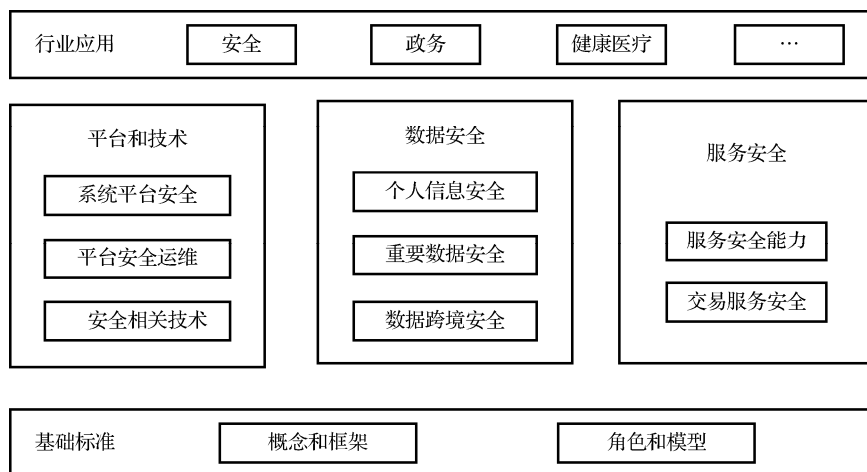 行业应用
安全
政务
健康医疗
…
平台和技术
系统平台安全
平台安全运维
安全相关技术
数据安全
个人信息安全
重要数据安全
数据跨境安全
服务安全
服务安全能力
交易服务安全
基础标准
概念和框架
角色和模型